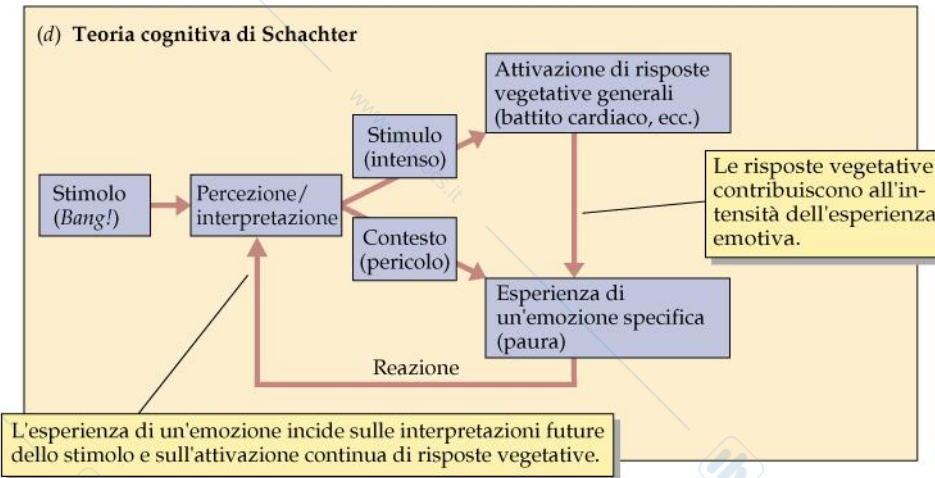 (d) Teoria cognitiva di Schachter
Attivazione di risposte
vegetative generali
(battito cardiaco, ecc.)
Stimulo
(intenso)
Le risposte vegetative
contribuiscono all'in-
tensità dell'esperienza
emotiva.
Stimolo
(Bang!)
Percezione/
interpretazione
Contesto
(pericolo)
Esperienza di
un'emozione specifica
(paura)
Reazione
L'esperienza di un'emozione incide sulle interpretazioni future
dello stimolo e sull'attivazione continua di risposte vegetative.